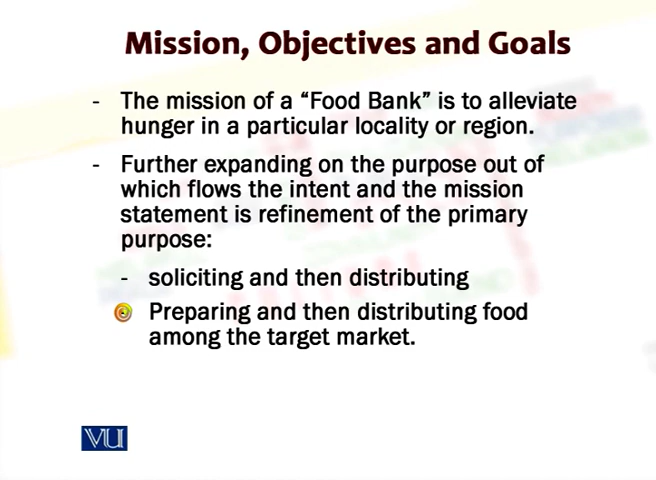 Mission, Objectives and Goals
- The mission of a “Food Bank” is to alleviate
hunger in a particular locality or region.
- Further expanding on the purpose out of
which flows the intent and the mission
statement is refinement of the primary
purpose:
- soliciting and then distributing
Preparing and then distributing food
among the target market.
VU